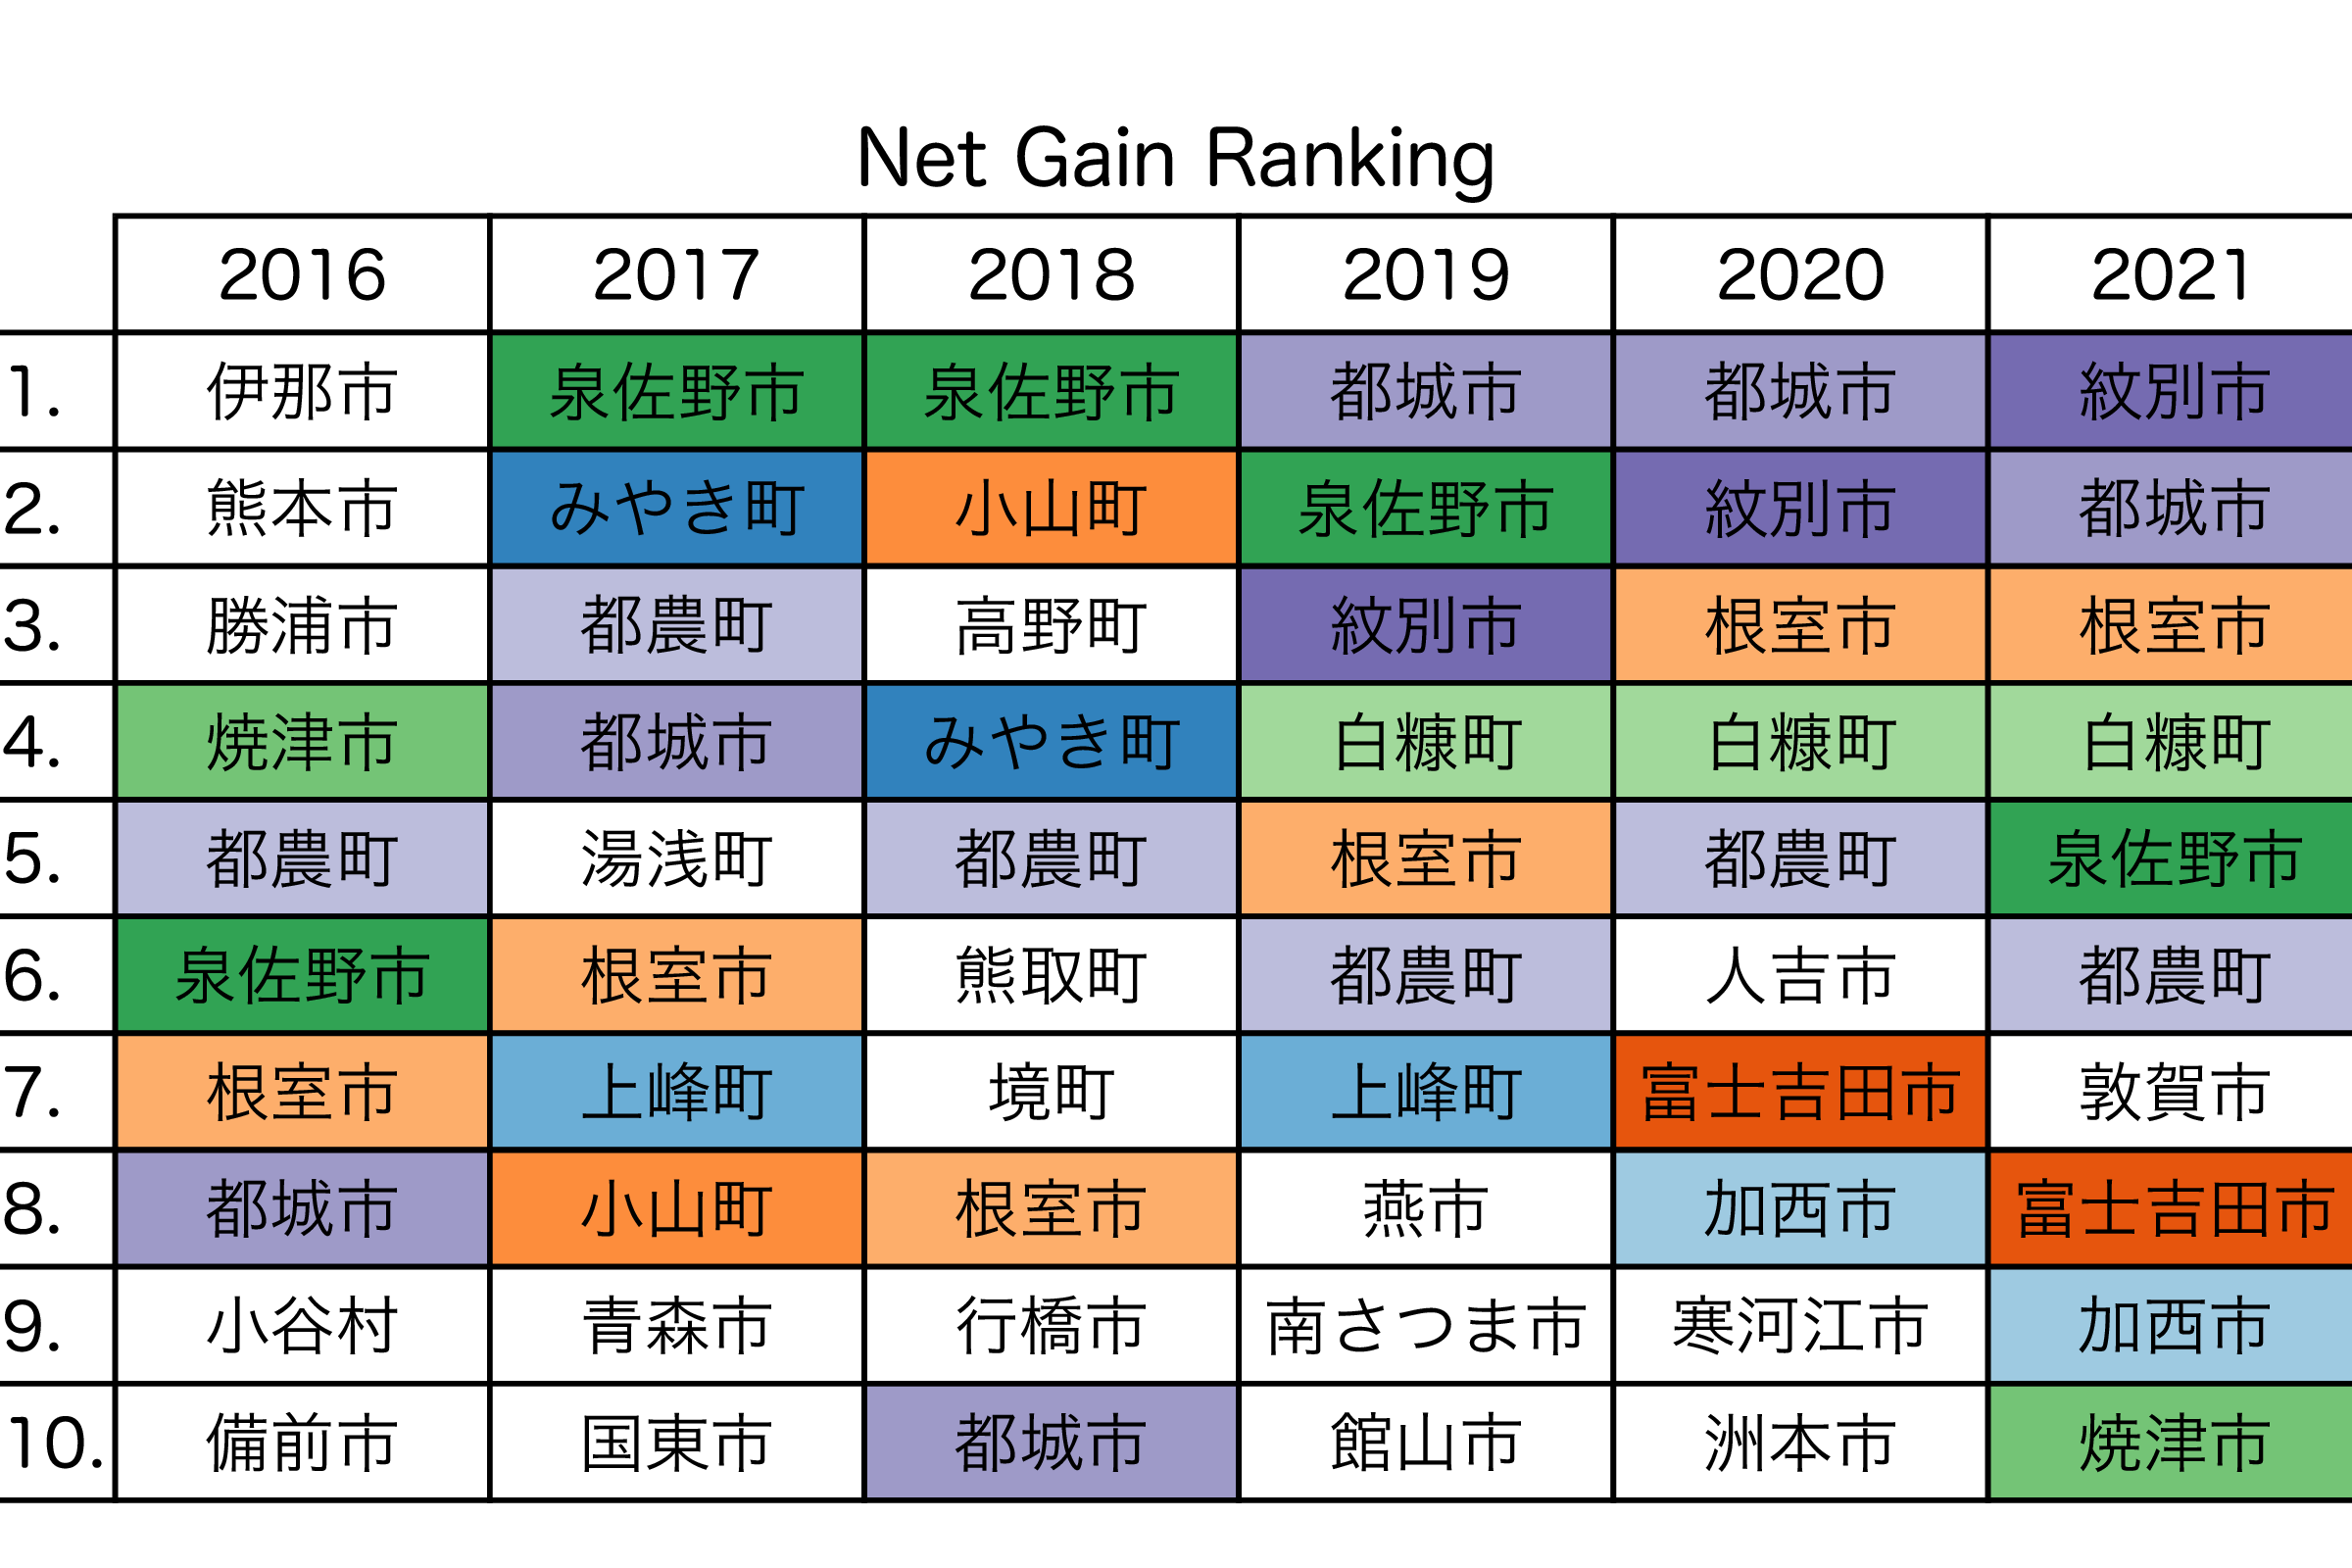 Net Gain Ranking
2016 2017 2018 2019 2020 2021
1. 伊那市 泉佐野市 泉佐野市 都城市 都城市 紋別市
2. 熊本市 みやき町 小山町 泉佐野市 紋別市 都城市
3. 勝浦市 都農町 高野町 紋別市 根室市 根室市
4. 焼津市 都城市 みやき町 白糠町 白糠町 白糠町
5. 都農町 湯浅町 都農町 根室市 都農町 泉佐野市
6. 泉佐野市 根室市 熊取町 都農町 人吉市 都農町
7. 根室市 上峰町 境町 上峰町 富士吉田市 敦賀市
8. 都城市 小山町 根室市 燕市 加西市 富士吉田市
9. 小谷村 青森市 行橋市 南さつま市 寒河江市 加西市
10. 備前市 国東市 都城市 館山市 洲本市 焼津市